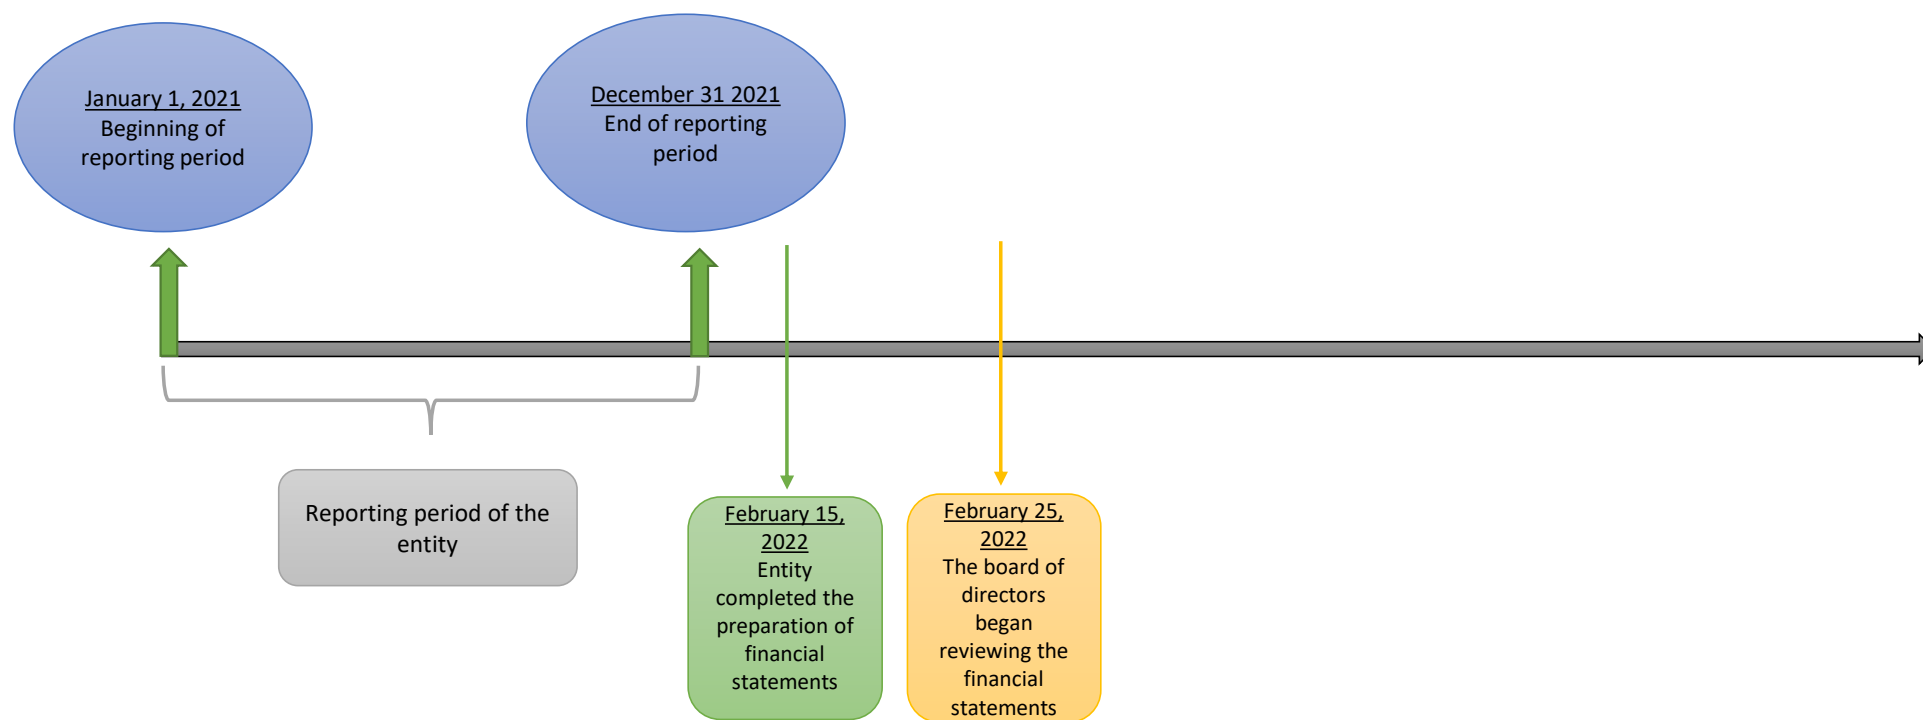 January 1, 2021
Beginning of
reporting period
December 31 2021
End of reporting
period
Reporting period of the
entity
February 15,
2022
Entity
completed the
preparation of
financial
statements
February 25,
2022
The board of
directors
began
reviewing the
financial
statements